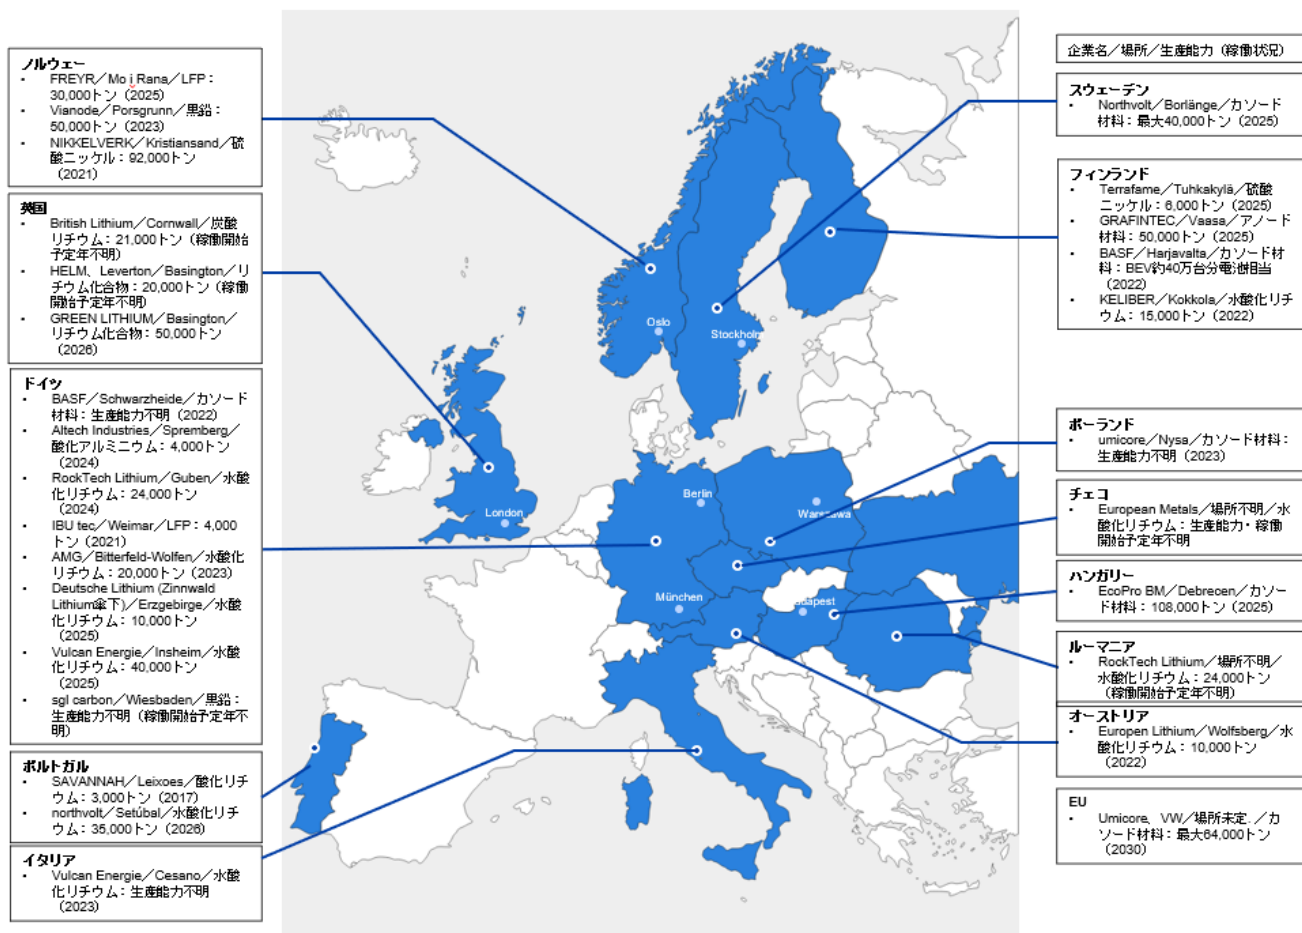 ノルウェー
• FREYR／Mo i Rana／LFP：
30,000トン（2025）
• Vianode／Porsgrunn／黒鉛：
50,000トン（2023）
• NIKKELVERK／Kristiansand／硫
酸ニッケル：92,000トン
（2021）
英国
• British Lithium／Cornwall／炭酸
リチウム：21,000トン（稼働開始
予定年不明）
• HELM、Leverton／Basington／リ
チウム化合物：20,000トン（稼働
開始予定年不明）
• GREEN LITHIUM／Basington／
リチウム化合物：50,000トン
（2026）
ドイツ
• BASF／Schwarzheide／カソード
材料：生産能力不明（2022）
• Altech Industries／Spremberg／
酸化アルミニウム：4,000トン
（2024）
• RockTech Lithium／Guben／水酸
化リチウム：24,000トン
（2024）
• IBU tec／Weimar／LFP：4,000
トン（2021）
• AMG／Bitterfeld-Wolfen／水酸化
リチウム：20,000トン（2023）
• Deutsche Lithium (Zinnwald
Lithium傘下)／Erzgebirge／水酸
化リチウム：10,000トン
（2025）
• Vulcan Energie／Insheim／水酸
化リチウム：40,000トン
（2025）
• sgl carbon／Wiesbaden／黒鉛：
生産能力不明（稼働開始予定年不
明）
ポルトガル
• SAVANNAH／Leixoes／酸化リチ
ウム：3,000トン（2017）
• northvolt／Setúbal／水酸化リチ
ウム：35,000トン（2026）
イタリア
• Vulcan Energie／Cesano／水酸
化リチウム：生産能力不明
（2023）
Oslo
Stockholm
London
Berlin
Warszawa
München
udapest
企業名／場所／生産能力（稼働状況）
スウェーデン
• Northvolt／Borlänge／カソード
材料：最大40,000トン（2025）
フィンランド
• Terrafame／Tuhkakylä／硫酸
ニッケル：6,000トン（2025）
• GRAFINTEC／Vaasa／アノード
材料：50,000トン（2025）
• BASF／Harjavalta／カソード材
料：BEV約40万台分電池相当
（2022）
• KELIBER／Kokkola／水酸化リチ
ウム：15,000トン（2022）
ポーランド
• umicore／Nysa／カソード材料：
生産能力不明（2023）
チェコ
• European Metals／場所不明／水
酸化リチウム：生産能力・稼働
開始予定年不明
ハンガリー
• EcoPro BM／Debrecen／カソー
ド材料：108,000トン（2025）
ルーマニア
• RockTech Lithium／場所不明／
水酸化リチウム：24,000トン
（稼働開始予定年不明）
オーストリア
• Europen Lithium／Wolfsberg／水
酸化リチウム：10,000トン
（2022）
EU
• Umicore、VW／場所未定.／カ
ソード材料：最大64,000トン
（2030）